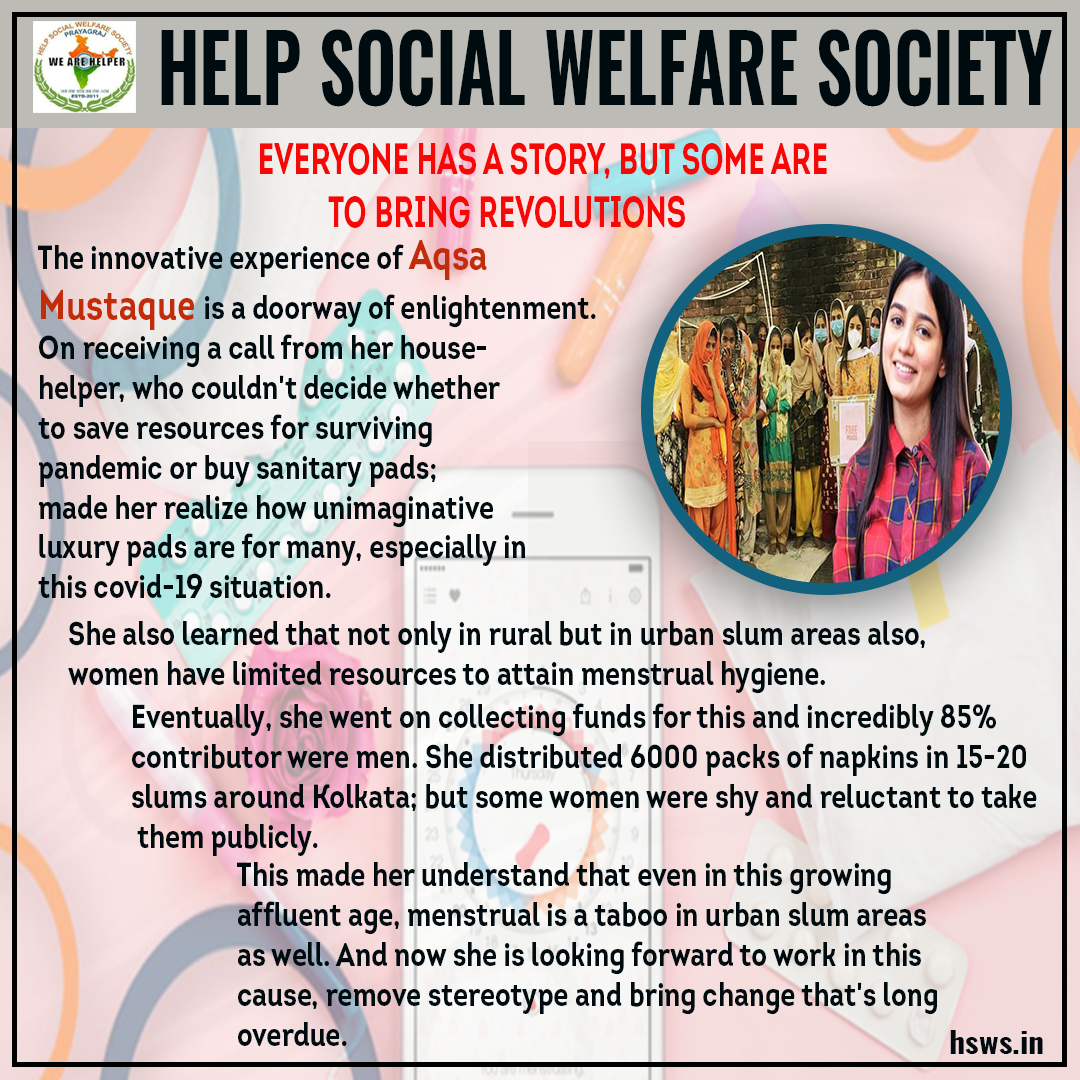 HELP SOCIAL WELFARE SOCIETY
PRAYAGRAJ
WE ARE HELPER
ESTD-2011
HELP SOCIAL WELFARE SOCIETY
EVERYONE HAS A STORY, BUT SOME ARE
TO BRING REVOLUTIONS
The innovative experience of Aqsa
Mustaque is a doorway of enlightenment.
On receiving a call from her house-
helper, who couldn't decide whether
to save resources for surviving
pandemic or buy sanitary pads;
made her realize how unimaginative
luxury pads are for many, especially in
this covid-19 situation.
She also learned that not only in rural but in urban slum areas also,
women have limited resources to attain menstrual hygiene.
Eventually, she went on collecting funds for this and incredibly 85%
contributor were men. She distributed 6000 packs of napkins in 15-20
slums around Kolkata; but some women were shy and reluctant to take
them publicly.
This made her understand that even in this growing
affluent age, menstrual is a taboo in urban slum areas
as well. And now she is looking forward to work in this
cause, remove stereotype and bring change that's long
overdue.
hsws.in
FREE
Thursday
You are menstruating.